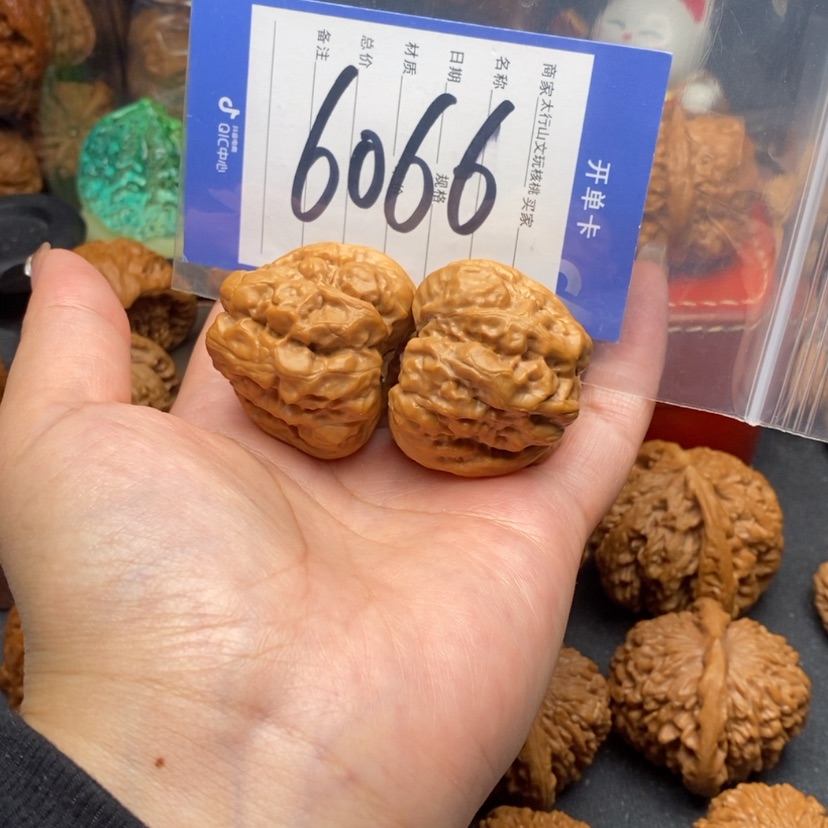 开单卡
商家 太行山文玩核桃 买家
名称
日期 规格
材质
总价
备注
6066
抖音电商
QIC中心